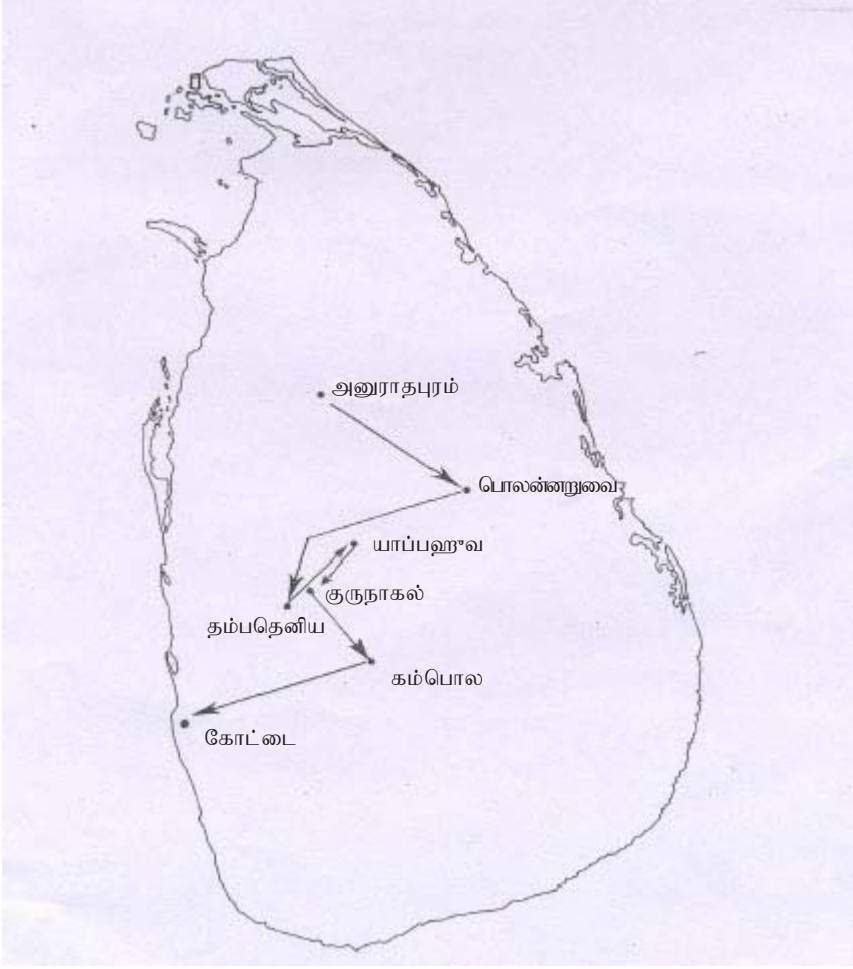 அனுராதபுரம்
பொலன்னறுவை
யாப்பஹுவ
குருநாகல்
தம்பதெனிய
கம்பொல
கோட்டை